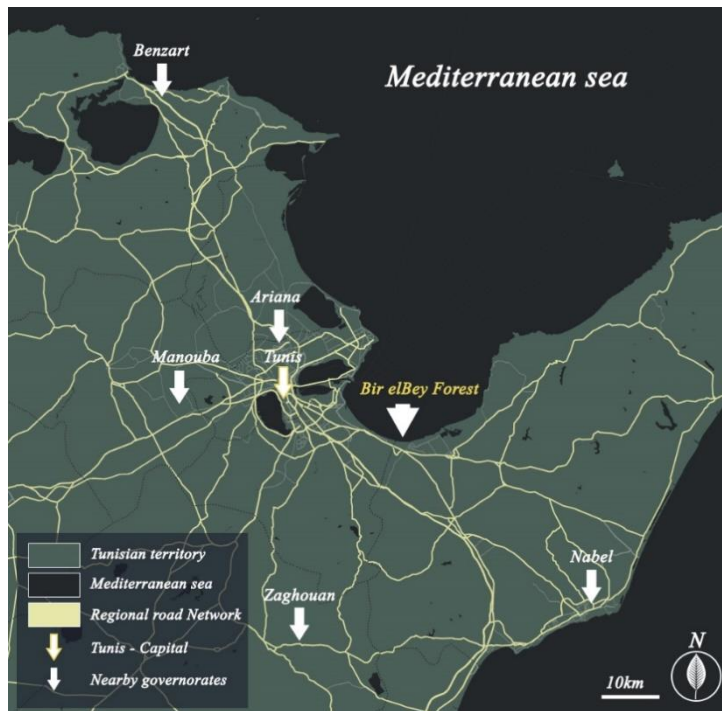 Benzart
Mediterranean sea
Ariana
Manouba
Tunis
Bir elBey Forest
Nabel
Zaghouan
Tunisian territory
Mediterranean sea
Regional road Network
Tunis - Capital
Nearby governorates
N
10km